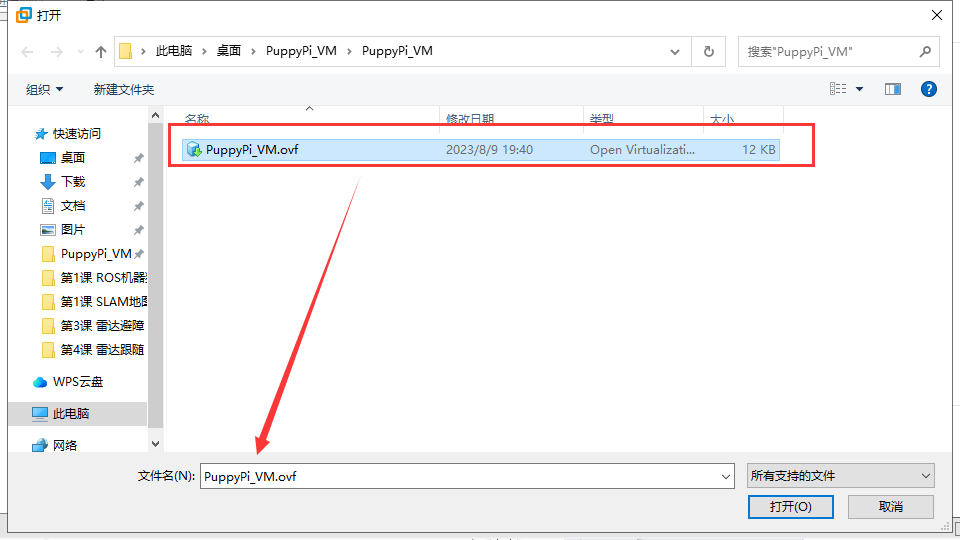 打开
此电脑 > 桌面 > PuppyPi_VM > PuppyPi_VM
搜索"PuppyPi_VM"
组织 新建文件夹
名称 修改日期 类型 大小
PuppyPi_VM.ovf 2023/8/9 19:40 Open Virtualizati... 12 KB
快速访问
桌面
下载
文档
图片
PuppyPi_VM
第1课 ROS机器
第1课 SLAM地图
第3课 雷达避障
第4课 雷达跟随
WPS云盘
此电脑
网络
文件名(N): PuppyPi_VM.ovf 所有支持的文件
打开(O) 取消